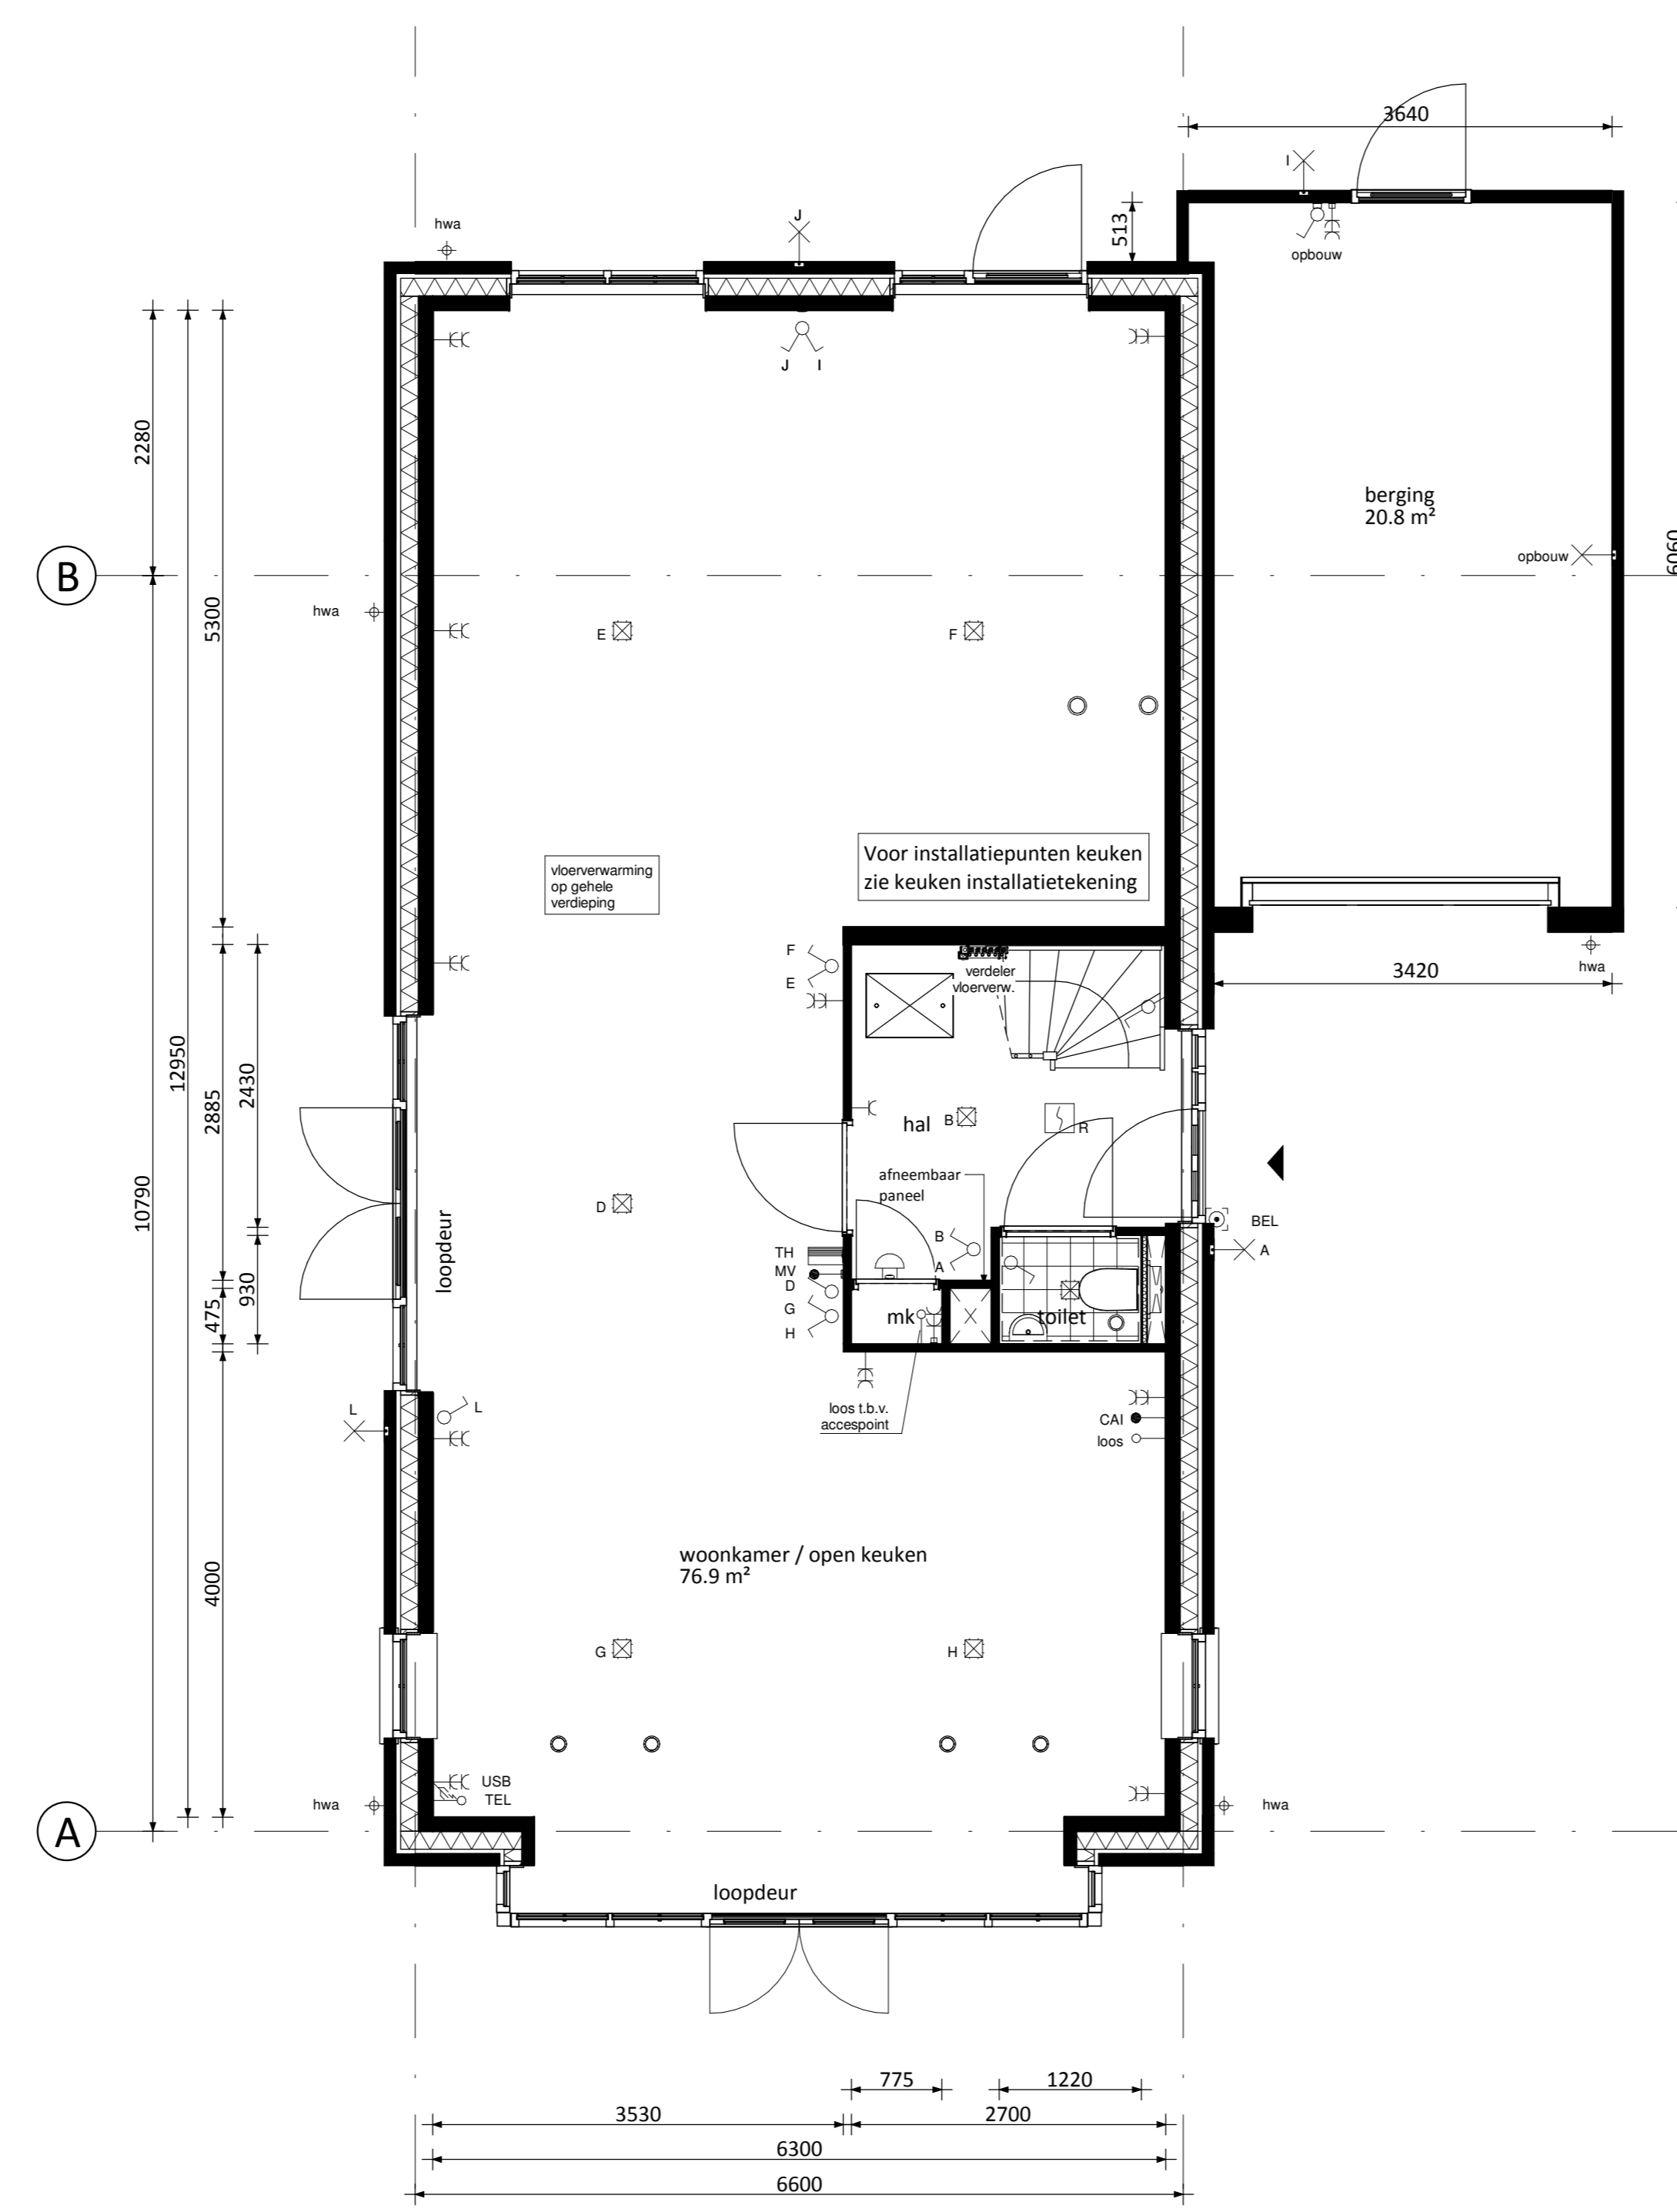 3640
I
513
opbouw
hwa
J
J I
2280
berging
20.8 m²
opbouw
6060
B
hwa
5300
E
F
vloerverwarming
op gehele
verdieping
Voor installatiepunten keuken
zie keuken installatietekening
F
E
verdeler
vloerverw.
3420
hwa
12950
2430
2885
hal
B
R
afneembaar
paneel
10790
D
loopdeur
B
A
BEL
A
TH
MV
D
G
H
930
475
mk
toilet
L
L
loos t.b.v.
accespoint
CAI
loos
4000
woonkamer / open keuken
76.9 m²
G
H
USB
TEL
hwa
hwa
A
loopdeur
775
1220
3530
2700
6300
6600